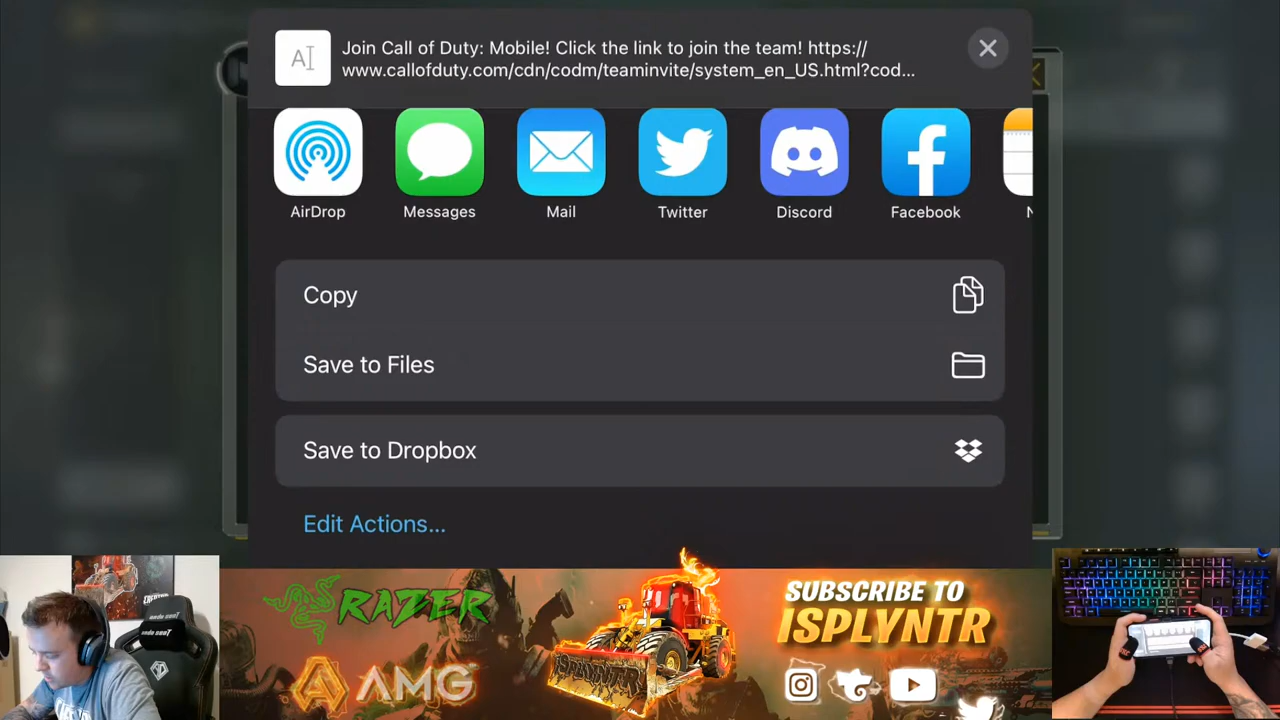 Join Call of Duty: Mobile! Click the link to join the team! https://
www.callofduty.com/cdn/codm/teaminvite/system_en_US.html?cod...
AirDrop
Messages
Mail
Twitter
Discord
Facebook
N
Copy
Save to Files
Save to Dropbox
Edit Actions...
RAZER
AMG
ISPLYNTR
SUBSCRIBE TO
ISPLYNTR